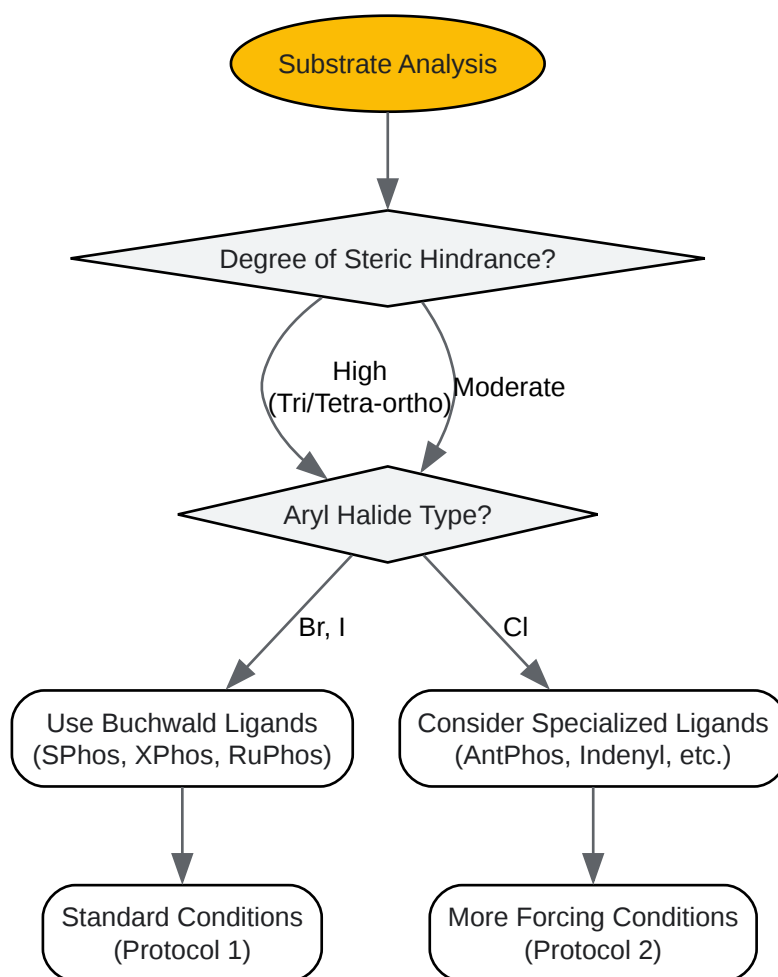 Substrate Analysis
Degree of Steric Hindrance?
High
(Tri/Tetra-ortho)
Moderate
Aryl Halide Type?
Br, I
Cl
Use Buchwald Ligands
(SPhos, XPhos, RuPhos)
Consider Specialized Ligands
(AntPhos, Indenyl, etc.)
Standard Conditions
(Protocol 1)
More Forcing Conditions
(Protocol 2)